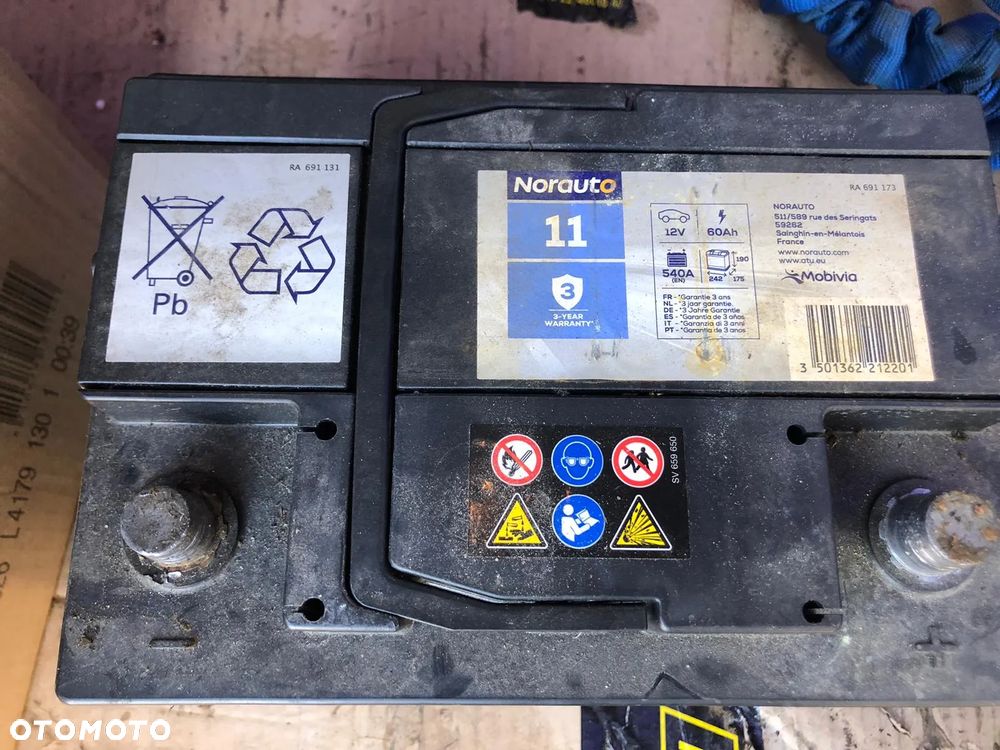 RA 691 131
Pb
Norauto
11
3
3-YEAR
WARRANTY*
12V
60Ah
540A
(EN)
190
242
175
FR - *Garantie 3 ans
NL - *3 jaar garantie.
DE - *3 Jahre Garantie
ES - *Garantía de 3 años
IT - *Garanzia di 3 anni
PT - *Garantia de 3 anos
RA 691 173
NORAUTO
511/589 rue des Seringats
59262
Sainghin-en-Mélantois
France
www.norauto.com
www.atu.eu
Mobivia
3 501362 212201
SV 659 650
L4179 130 1 0039
-
+
OTOMOTO